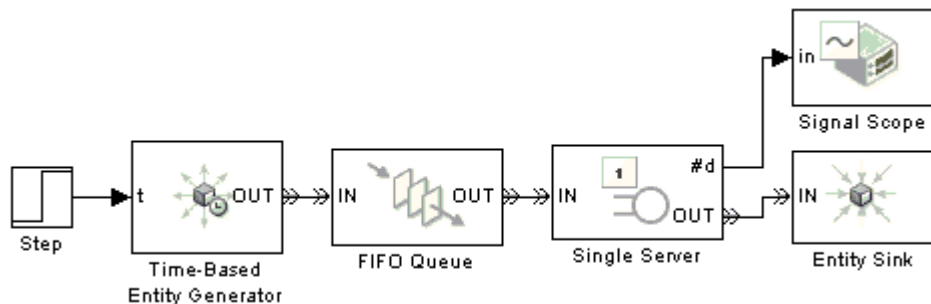 in
Signal Scope
t
OUT
IN
OUT
IN
1
#d
OUT
IN
Step
Time-Based
Entity Generator
FIFO Queue
Single Server
Entity Sink